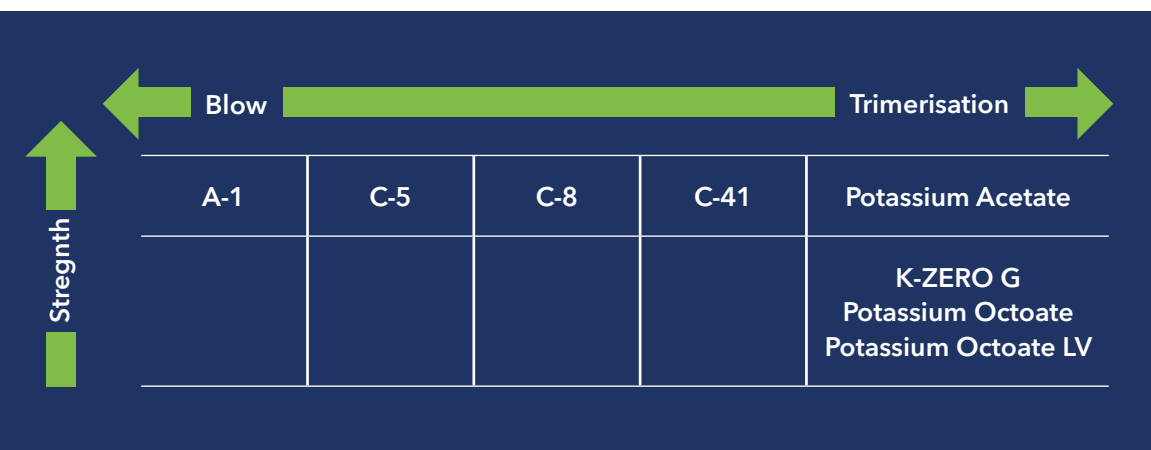 Blow
Trimerisation
Stregnth
A-1
C-5
C-8
C-41
Potassium Acetate
K-ZERO G
Potassium Octoate
Potassium Octoate LV